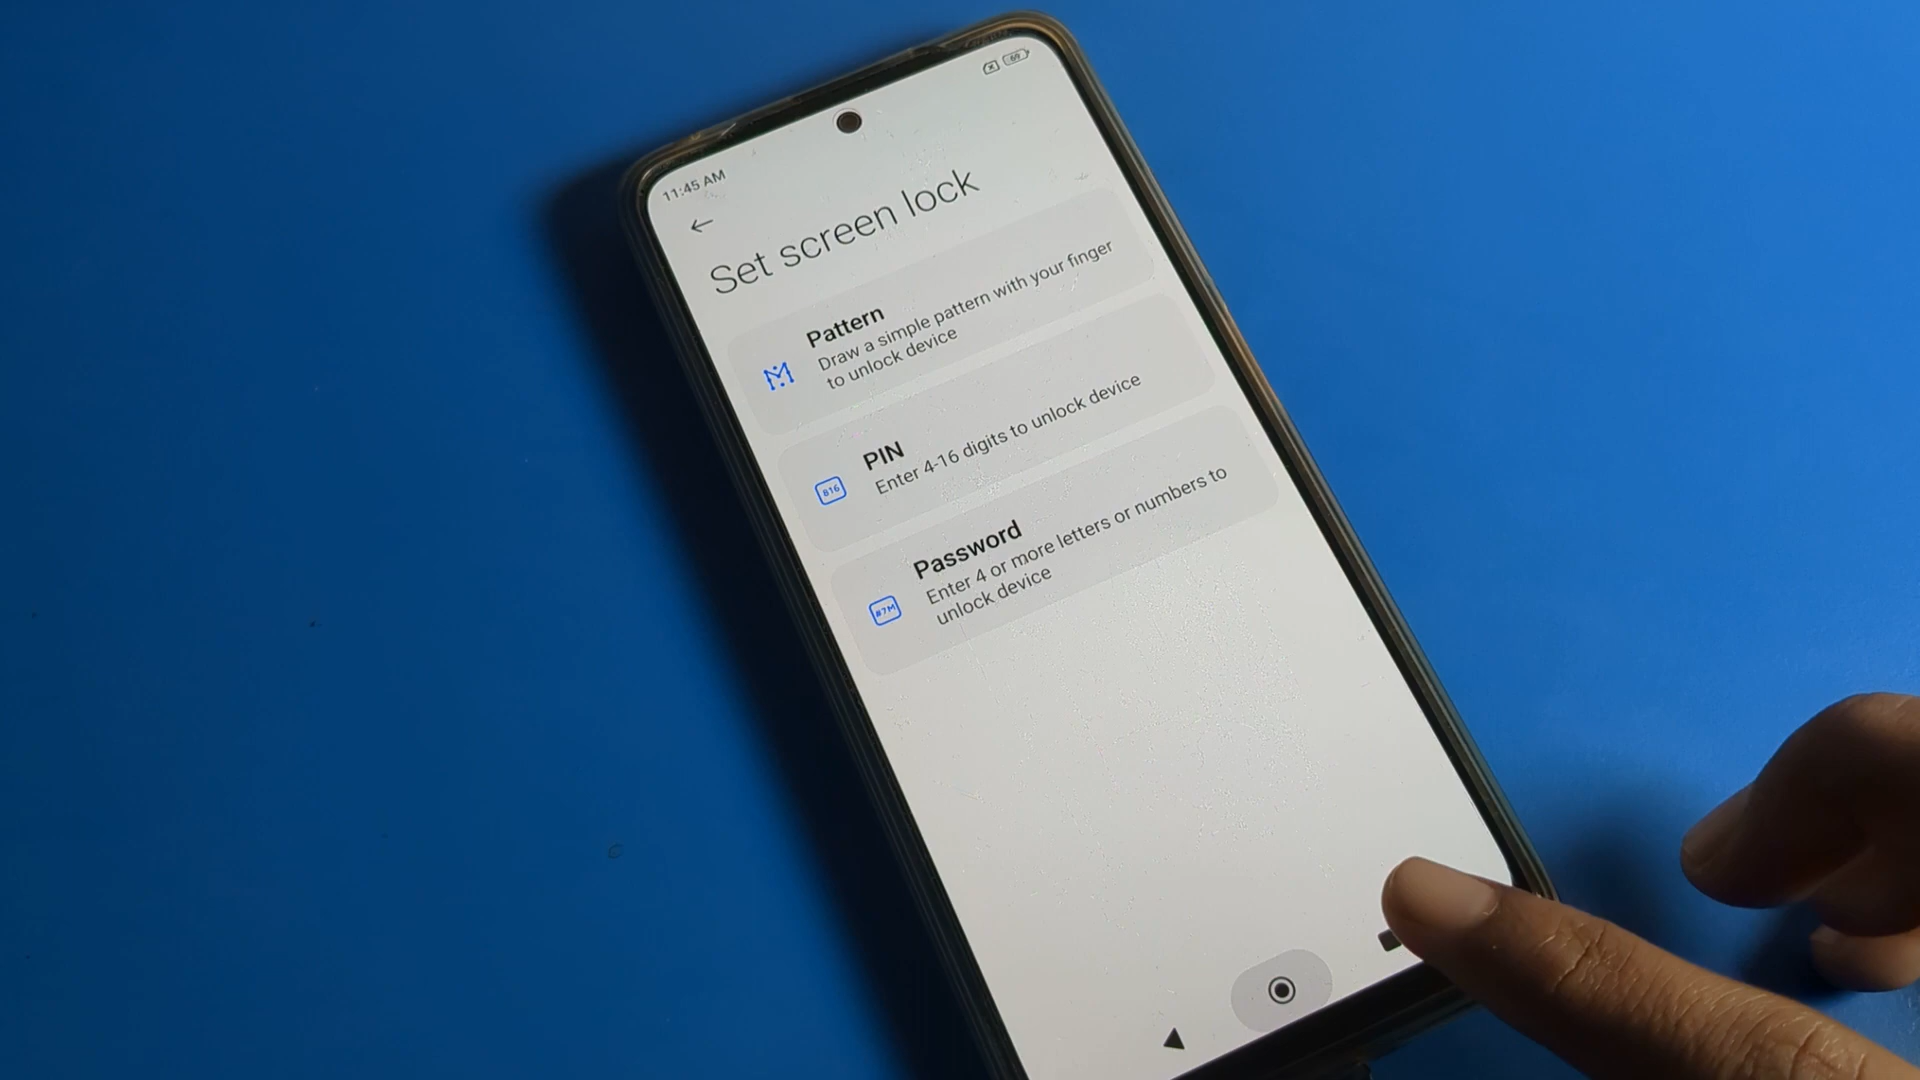 11:45 AM
69
Set screen lock
Pattern
Draw a simple pattern with your finger
to unlock device
PIN
Enter 4-16 digits to unlock device
Password
Enter 4 or more letters or numbers to
unlock device